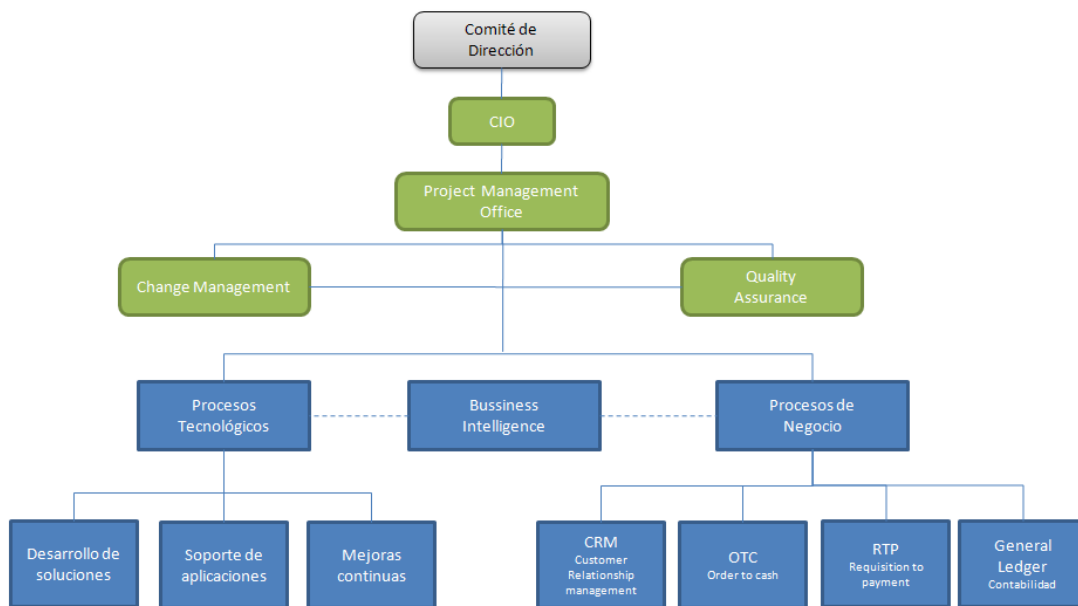 Comité de
Dirección
CIO
Project Management
Office
Change Management
Quality
Assurance
Procesos
Tecnológicos
Bussiness
Intelligence
Procesos de
Negocio
Desarrollo de
soluciones
Soporte de
aplicaciones
Mejoras
continuas
CRM
Customer
Relationship
management
OTC
Order to cash
RTP
Requisition to
payment
General
Ledger
Contabilidad